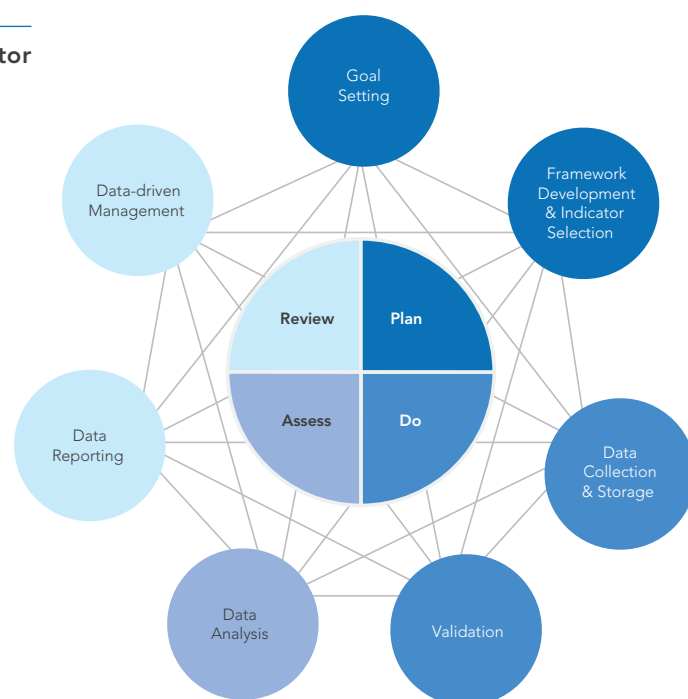 tor
Goal
Setting
Framework
Development
& Indicator
Selection
Data-driven
Management
Review
Plan
Assess
Do
Data
Collection
& Storage
Data
Reporting
Data
Analysis
Validation